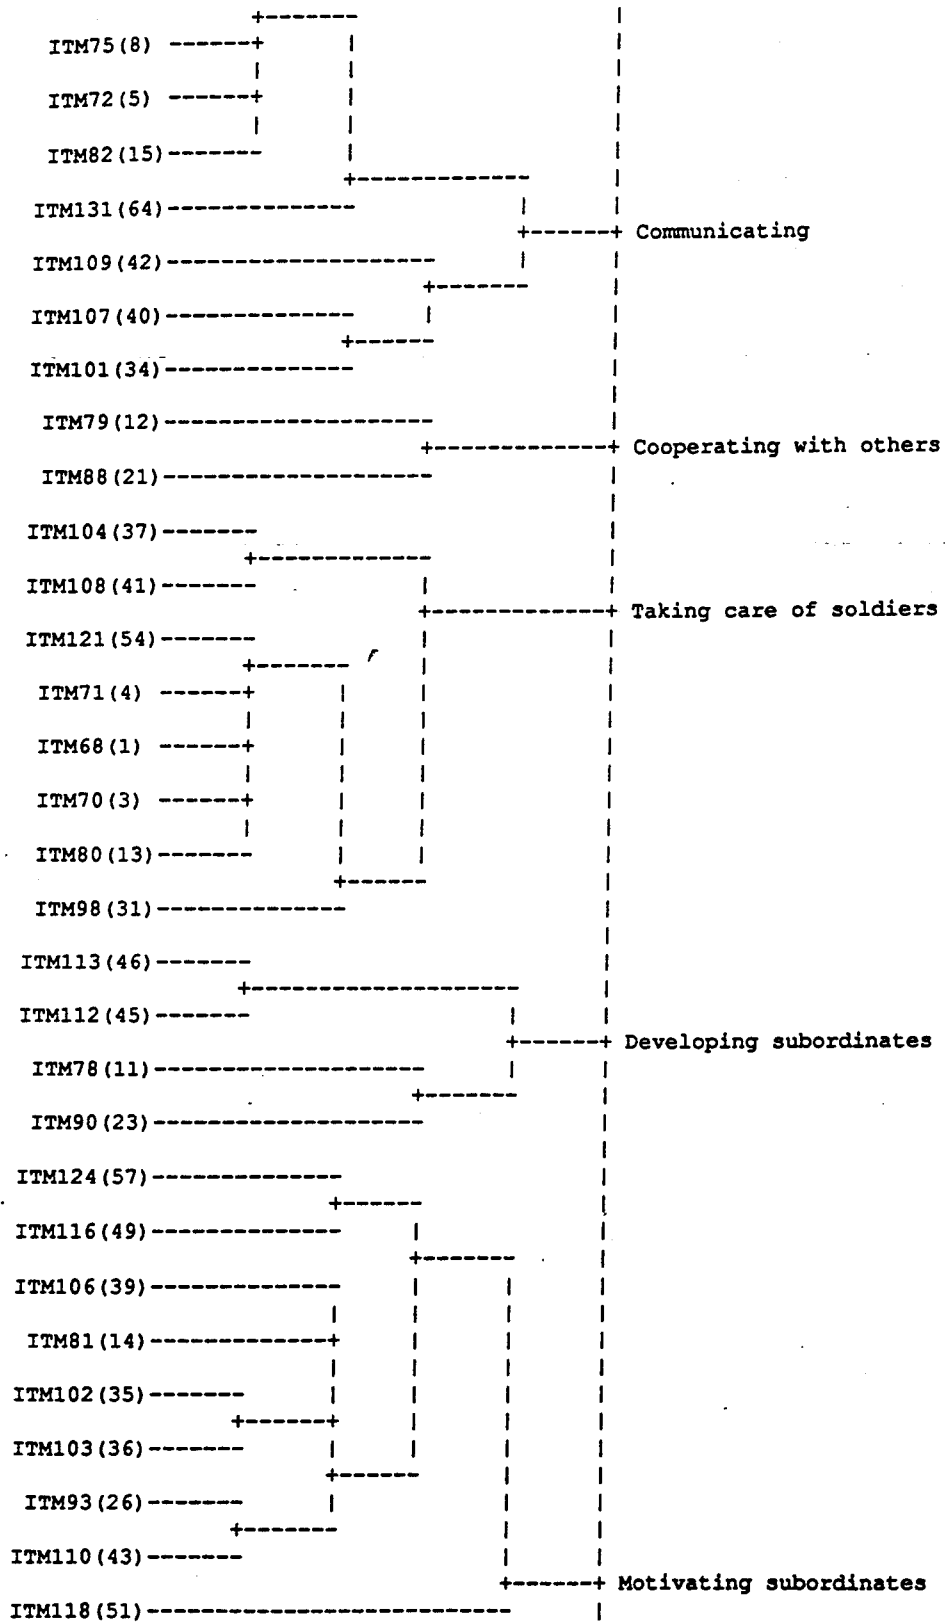 ITM75(8)
ITM72(5)
ITM82(15)
ITM131(64)
Communicating
ITM109(42)
ITM107(40)
ITM101(34)
ITM79(12)
Cooperating with others
ITM88(21)
ITM104(37)
ITM108(41)
Taking care of soldiers
ITM121(54)
ITM71(4)
ITM68(1)
ITM70(3)
ITM80(13)
ITM98(31)
ITM113(46)
ITM112(45)
Developing subordinates
ITM78(11)
ITM90(23)
ITM124(57)
ITM116(49)
ITM106(39)
ITM81(14)
ITM102(35)
ITM103(36)
ITM93(26)
ITM110(43)
Motivating subordinates
ITM118(51)